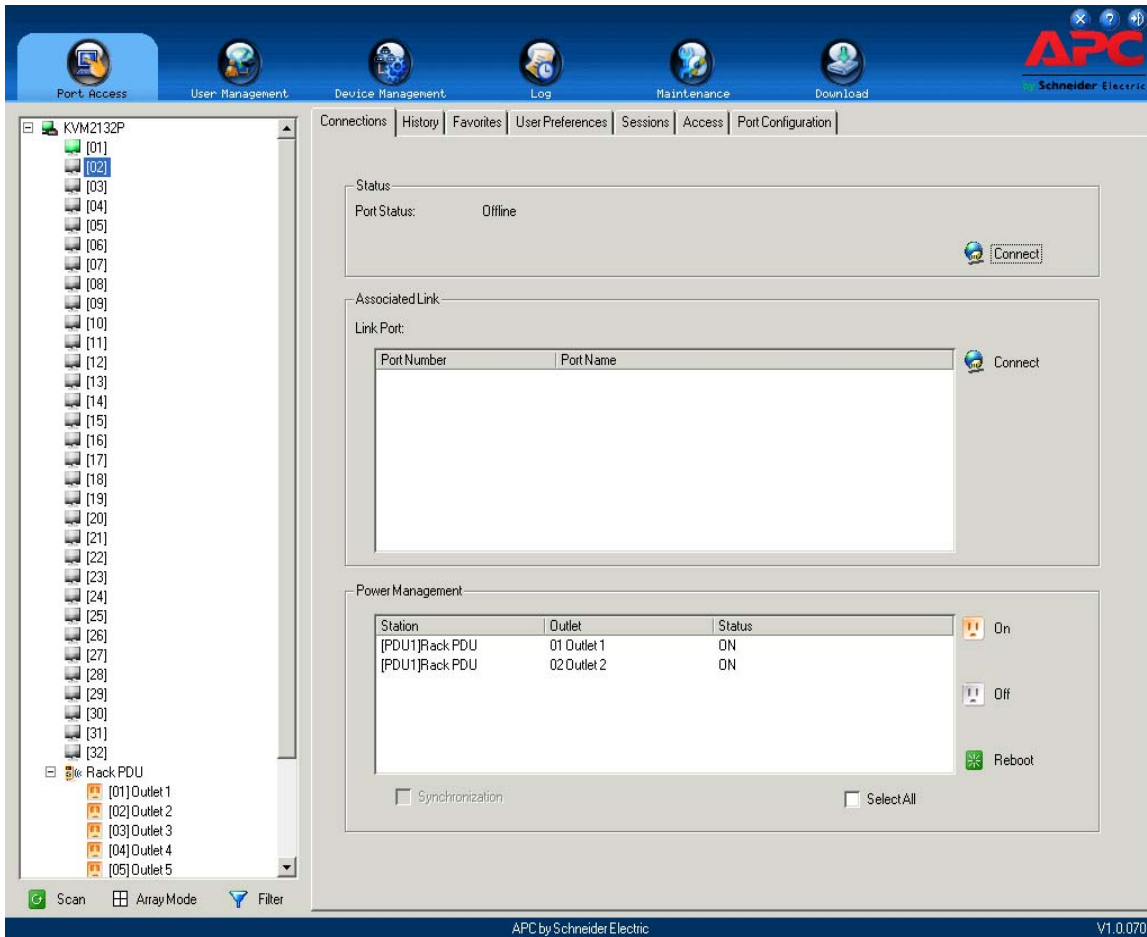 Port Access
User Management
Device Management
Log
Maintenance
Download
APC
by Schneider Electric
KVM2132P
[01]
[02]
[03]
[04]
[05]
[06]
[07]
[08]
[09]
[10]
[11]
[12]
[13]
[14]
[15]
[16]
[17]
[18]
[19]
[20]
[21]
[22]
[23]
[24]
[25]
[26]
[27]
[28]
[29]
[30]
[31]
[32]
Rack PDU
[01] Outlet 1
[02] Outlet 2
[03] Outlet 3
[04] Outlet 4
[05] Outlet 5
Scan
Array Mode
Filter
Connections
History
Favorites
User Preferences
Sessions
Access
Port Configuration
Status
Port Status: Offline
Connect
Associated Link
Link Port:
Port Number Port Name
Connect
Power Management
Station Outlet Status
[PDU1]Rack PDU 01 Outlet 1 ON
[PDU1]Rack PDU 02 Outlet 2 ON
On
Off
Reboot
Synchronization
Select All
APC by Schneider Electric
V1.0.070